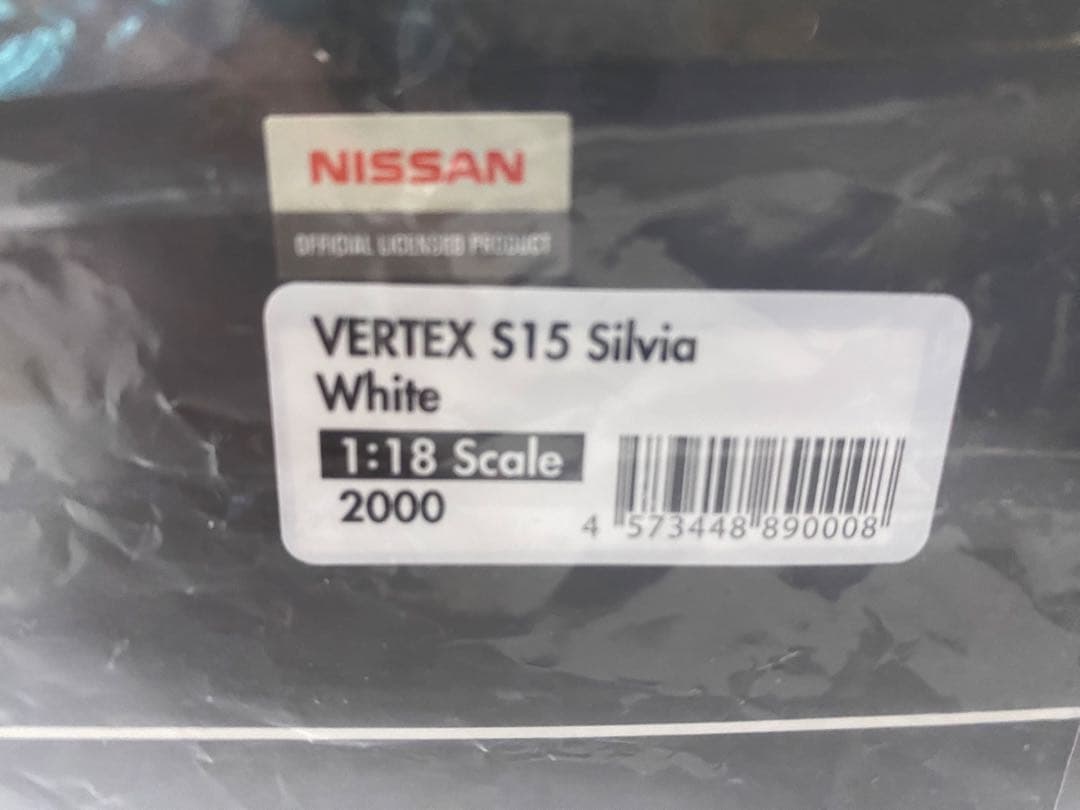 NISSAN
OFFICIAL LICENSED PRODUCT
VERTEX S15 Silvia
White
1:18 Scale
2000
4 573448 890008